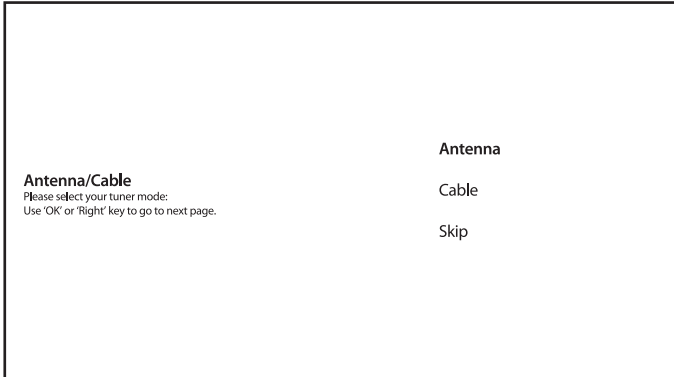 Antenna/Cable
Please select your tuner mode:
Use ‘OK’ or ‘Right’ key to go to next page.
Antenna
Cable
Skip